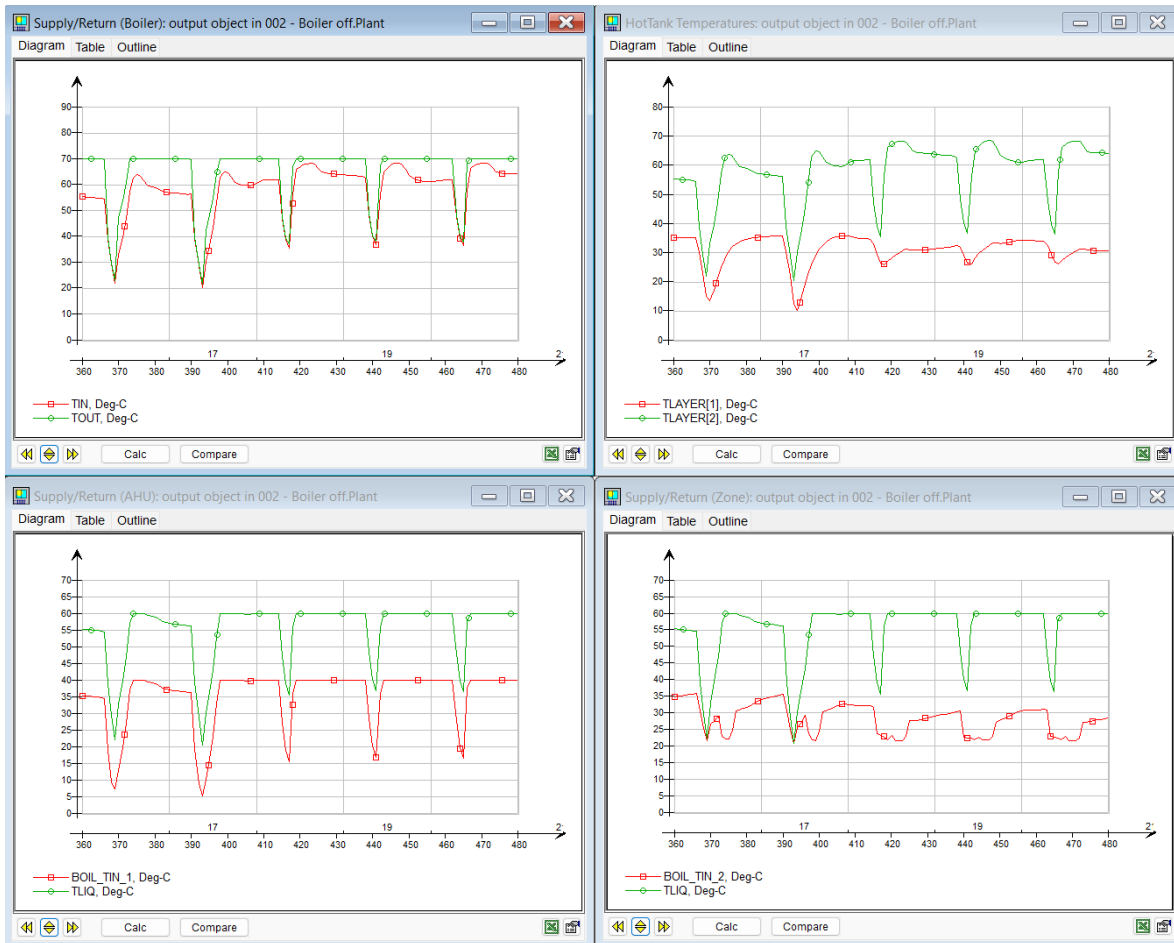 Supply/Return (Boiler): output object in 002 - Boiler off.Plant
Diagram Table Outline
90
80
70
60
50
40
30
20
10
0
17 19 2
360 370 380 390 400 410 420 430 440 450 460 470 480
TIN, Deg-C
TOUT, Deg-C
Calc Compare
HotTank Temperatures: output object in 002 - Boiler off.Plant
Diagram Table Outline
80
70
60
50
40
30
20
10
0
17 19 2
360 370 380 390 400 410 420 430 440 450 460 470 480
TLAYER[1], Deg-C
TLAYER[2], Deg-C
Calc Compare
Supply/Return (AHU): output object in 002 - Boiler off.Plant
Diagram Table Outline
70
65
60
55
50
45
40
35
30
25
20
15
10
5
0
17 19 2
360 370 380 390 400 410 420 430 440 450 460 470 480
BOIL_TIN_1, Deg-C
TLIQ, Deg-C
Calc Compare
Supply/Return (Zone): output object in 002 - Boiler off.Plant
Diagram Table Outline
70
65
60
55
50
45
40
35
30
25
20
15
10
5
0
17 19 2
360 370 380 390 400 410 420 430 440 450 460 470 480
BOIL_TIN_2, Deg-C
TLIQ, Deg-C
Calc Compare